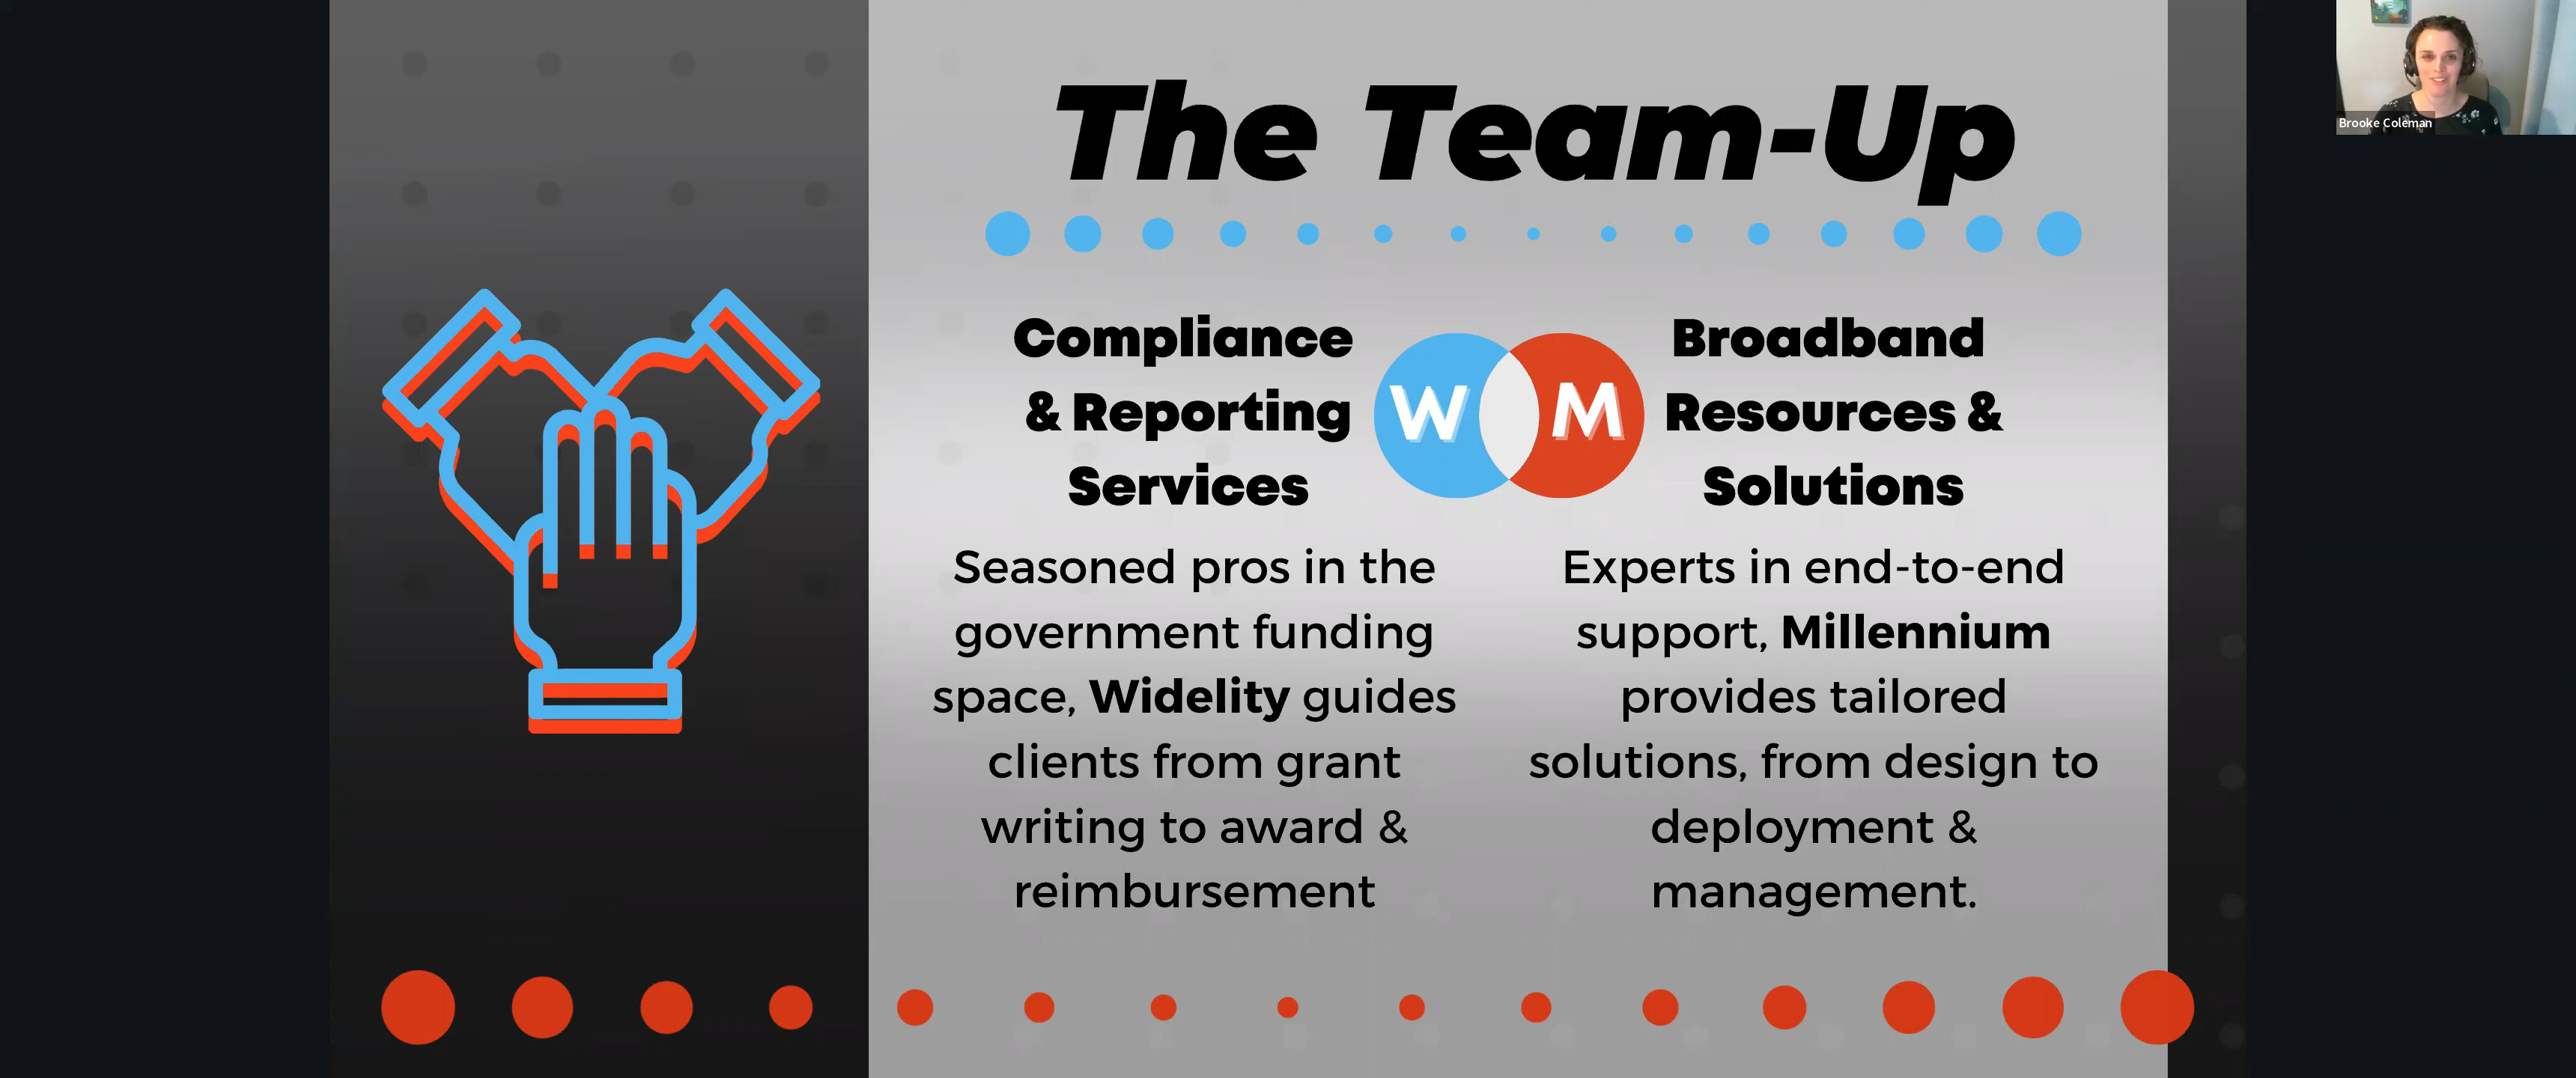 The Team-Up
Compliance
& Reporting
Services
W M
Broadband
Resources &
Solutions
Seasoned pros in the
government funding
space, Widelity guides
clients from grant
writing to award &
reimbursement
Experts in end-to-end
support, Millennium
provides tailored
solutions, from design to
deployment &
management.
Brooke Coleman